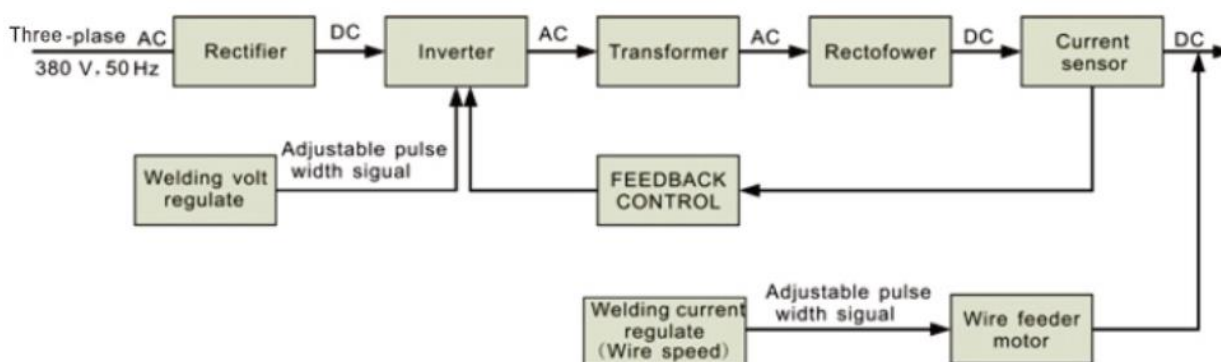 Three-plase AC
380 V, 50 Hz
Rectifier
DC
Inverter
AC
Transformer
AC
Rectofower
DC
Current
sensor
DC
Welding volt
regulate
Adjustable pulse
width sigual
FEEDBACK
CONTROL
Welding current
regulate
(Wire speed)
Adjustable pulse
width sigual
Wire feeder
motor